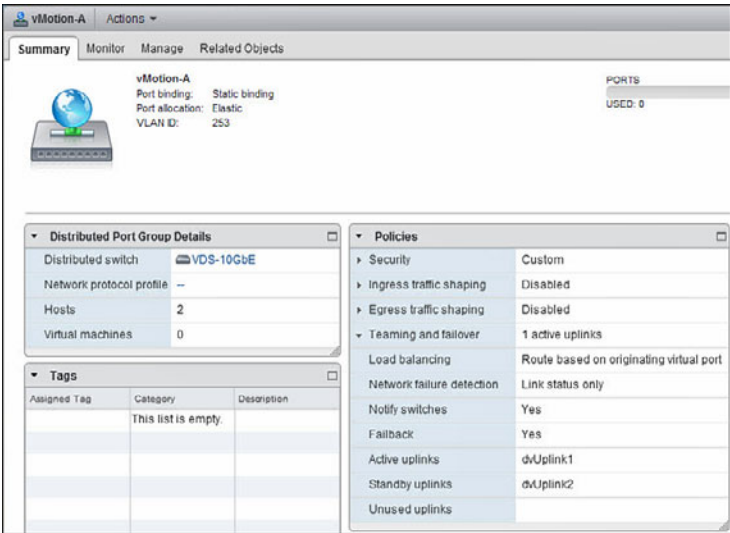 vMotion-A Actions
Summary Monitor Manage Related Objects
vMotion-A
Port binding: Static binding
Port allocation: Elastic
VLAN ID: 253
PORTS
USED: 0
Distributed Port Group Details
Distributed switch VDS-10GbE
Network protocol profile --
Hosts 2
Virtual machines 0
Tags
Assigned Tag Category Description
This list is empty.
Policies
Security Custom
Ingress traffic shaping Disabled
Egress traffic shaping Disabled
Teaming and failover 1 active uplinks
Load balancing Route based on originating virtual port
Network failure detection Link status only
Notify switches Yes
Failback Yes
Active uplinks dvUplink1
Standby uplinks dvUplink2
Unused uplinks